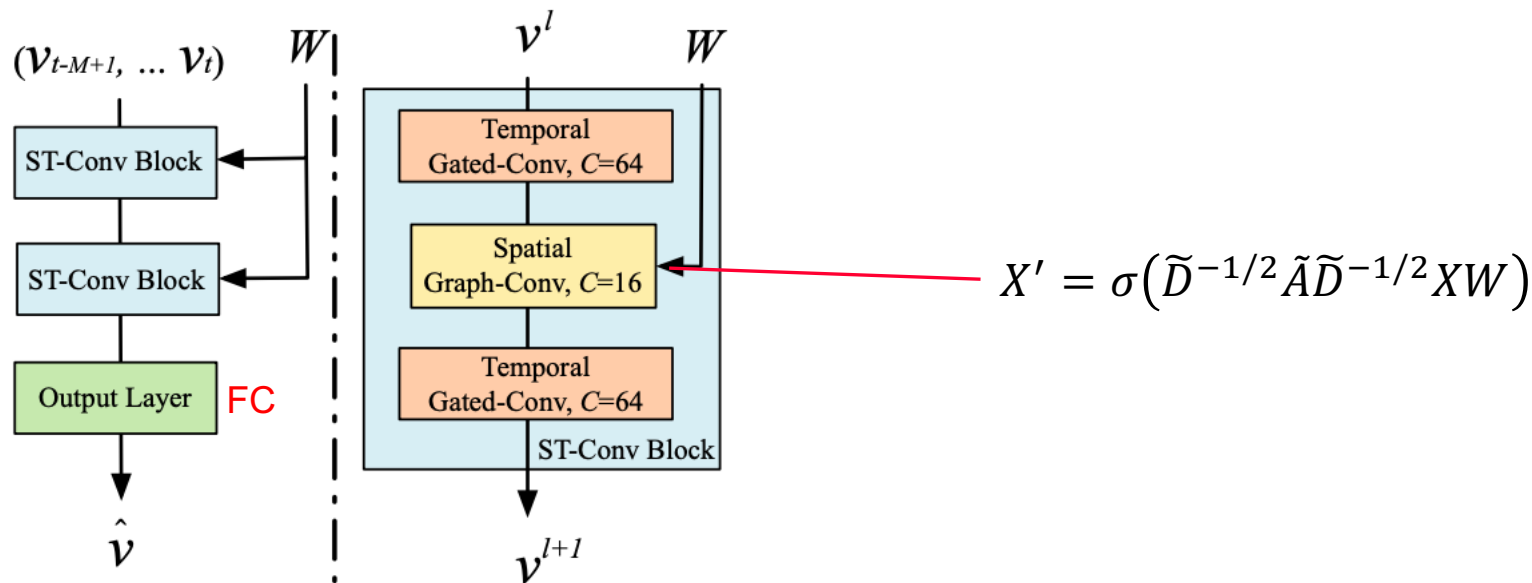 (v_{t-M+1}, ... v_t)
W
ST-Conv Block
ST-Conv Block
Output Layer
FC
v̂
v^l
W
Temporal
Gated-Conv, C=64
Spatial
Graph-Conv, C=16
Temporal
Gated-Conv, C=64
ST-Conv Block
v^{l+1}
X′ = σ(D̃^{-1/2} Ã D̃^{-1/2} XW)